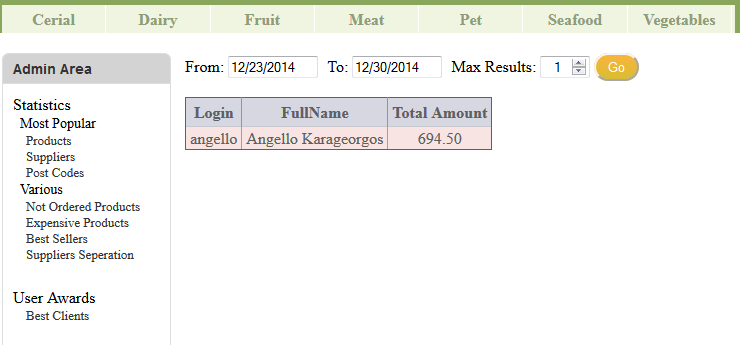 Cerial Dairy Fruit Meat Pet Seafood Vegetables
Admin Area
Statistics
Most Popular
Products
Suppliers
Post Codes
Various
Not Ordered Products
Expensive Products
Best Sellers
Suppliers Seperation
User Awards
Best Clients
From: 12/23/2014 To: 12/30/2014 Max Results: 1 Go
Login FullName Total Amount
angello Angello Karageorgos 694.50